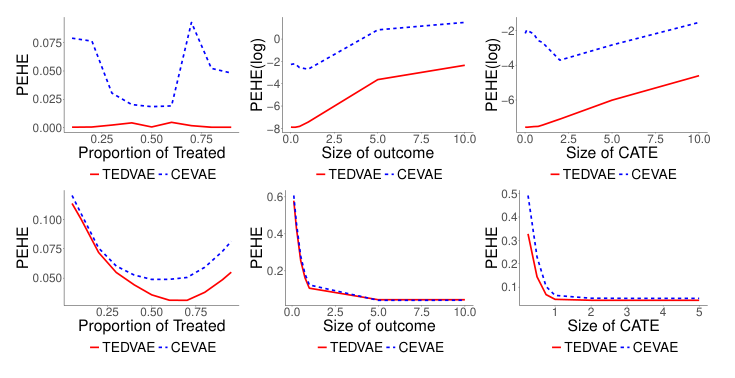 PEHE
0.075
0.050
0.025
0.000
0.25 0.50 0.75
Proportion of Treated
TEDVAE CEVAE
PEHE(log)
0
−2
−4
−6
−8
0.0 2.5 5.0 7.5 10.0
Size of outcome
TEDVAE CEVAE
PEHE(log)
−2
−4
−6
0.0 2.5 5.0 7.5 10.0
Size of CATE
TEDVAE CEVAE
PEHE
0.100
0.075
0.050
0.25 0.50 0.75
Proportion of Treated
TEDVAE CEVAE
PEHE
0.6
0.4
0.2
0.0 2.5 5.0 7.5 10.0
Size of outcome
TEDVAE CEVAE
PEHE
0.5
0.4
0.3
0.2
0.1
1 2 3 4 5
Size of CATE
TEDVAE CEVAE